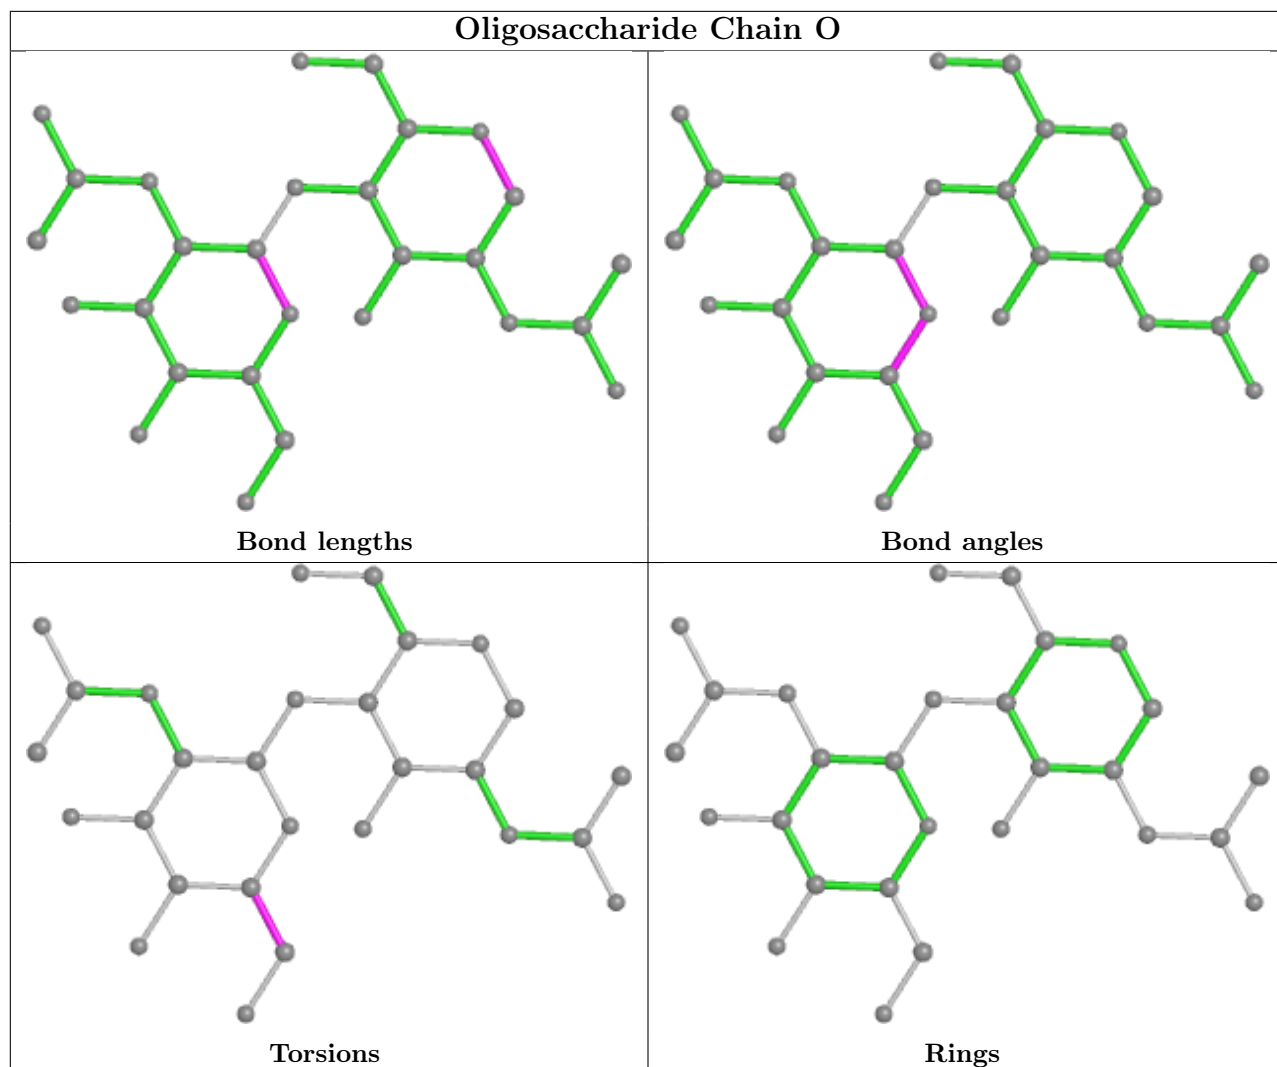 Oligosaccharide Chain O
Bond lengths
Bond angles
Torsions
Rings